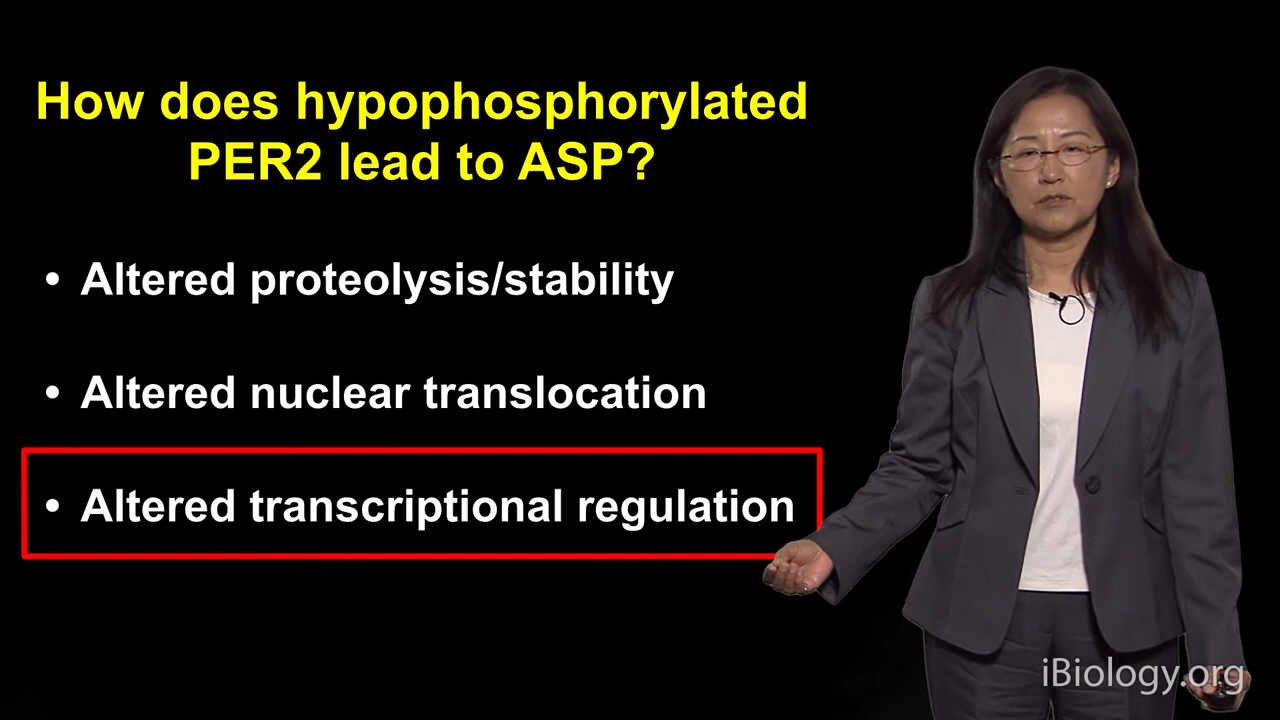 How does hypophosphorylated
PER2 lead to ASP?
• Altered proteolysis/stability
• Altered nuclear translocation
• Altered transcriptional regulation
iBiology.org